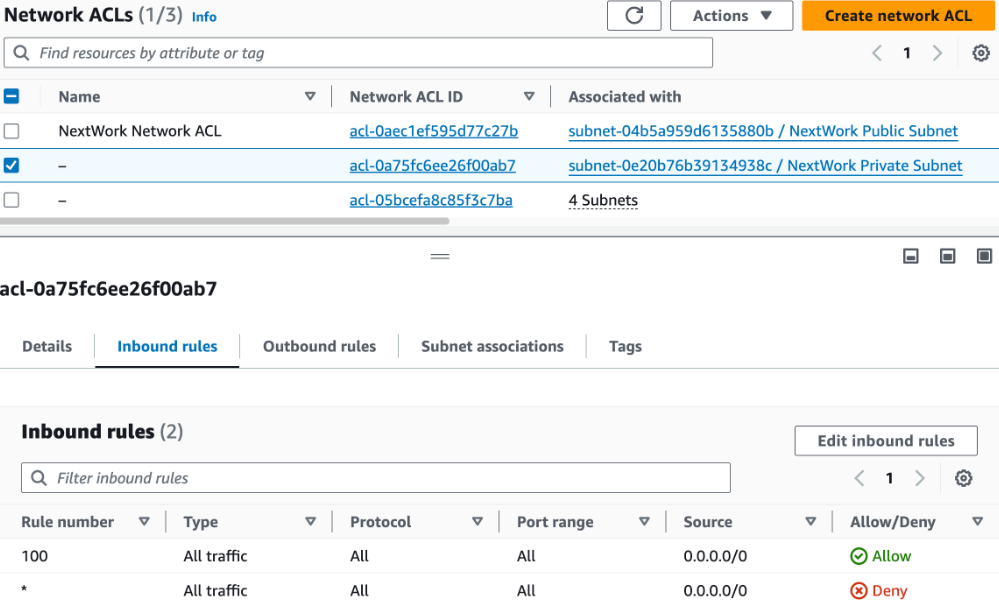 Network ACLs (1/3) Info
Actions
Create network ACL
Find resources by attribute or tag
1
Name Network ACL ID Associated with
NextWork Network ACL acl-0aec1ef595d77c27b subnet-04b5a959d6135880b / NextWork Public Subnet
– acl-0a75fc6ee26f00ab7 subnet-0e20b76b39134938c / NextWork Private Subnet
– acl-05bcefa8c85f3c7ba 4 Subnets
acl-0a75fc6ee26f00ab7
Details Inbound rules Outbound rules Subnet associations Tags
Inbound rules (2)
Edit inbound rules
Filter inbound rules
1
Rule number Type Protocol Port range Source Allow/Deny
100 All traffic All All 0.0.0.0/0 Allow
* All traffic All All 0.0.0.0/0 Deny